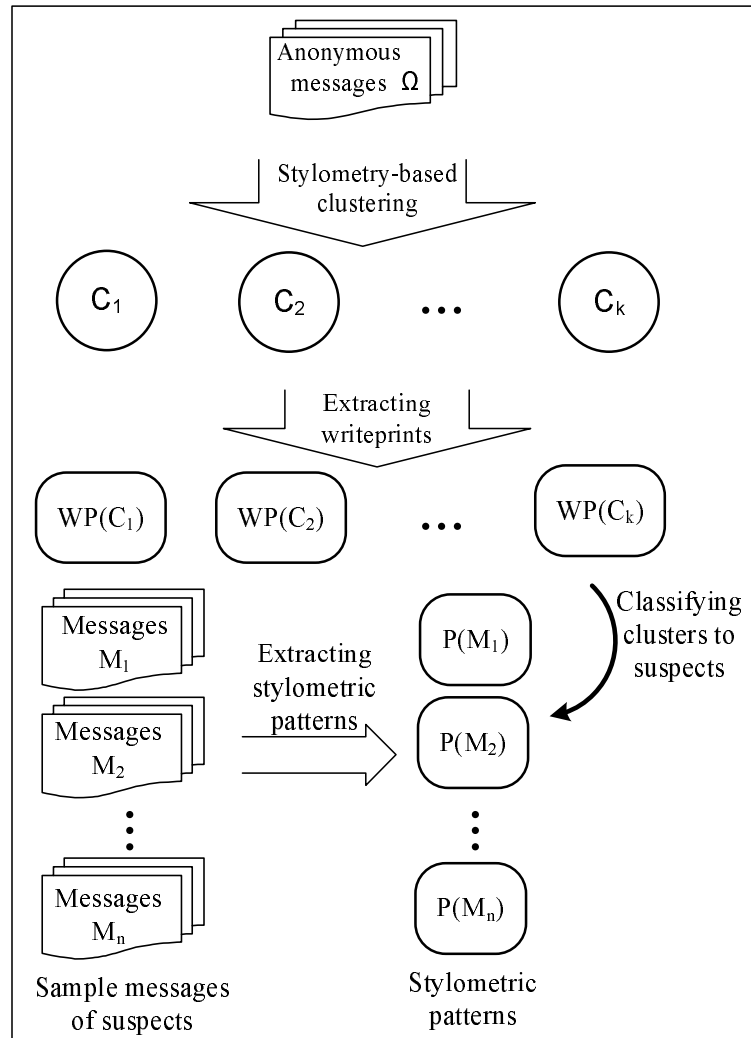 Anonymous
messages Ω
Stylometry-based
clustering
C₁
C₂
...
Cₖ
Extracting
writeprints
WP(C₁)
WP(C₂)
...
WP(Cₖ)
Messages
M₁
Messages
M₂
Messages
Mₙ
Sample messages
of suspects
Extracting
stylometric
patterns
P(M₁)
P(M₂)
P(Mₙ)
Stylometric
patterns
Classifying
clusters to
suspects